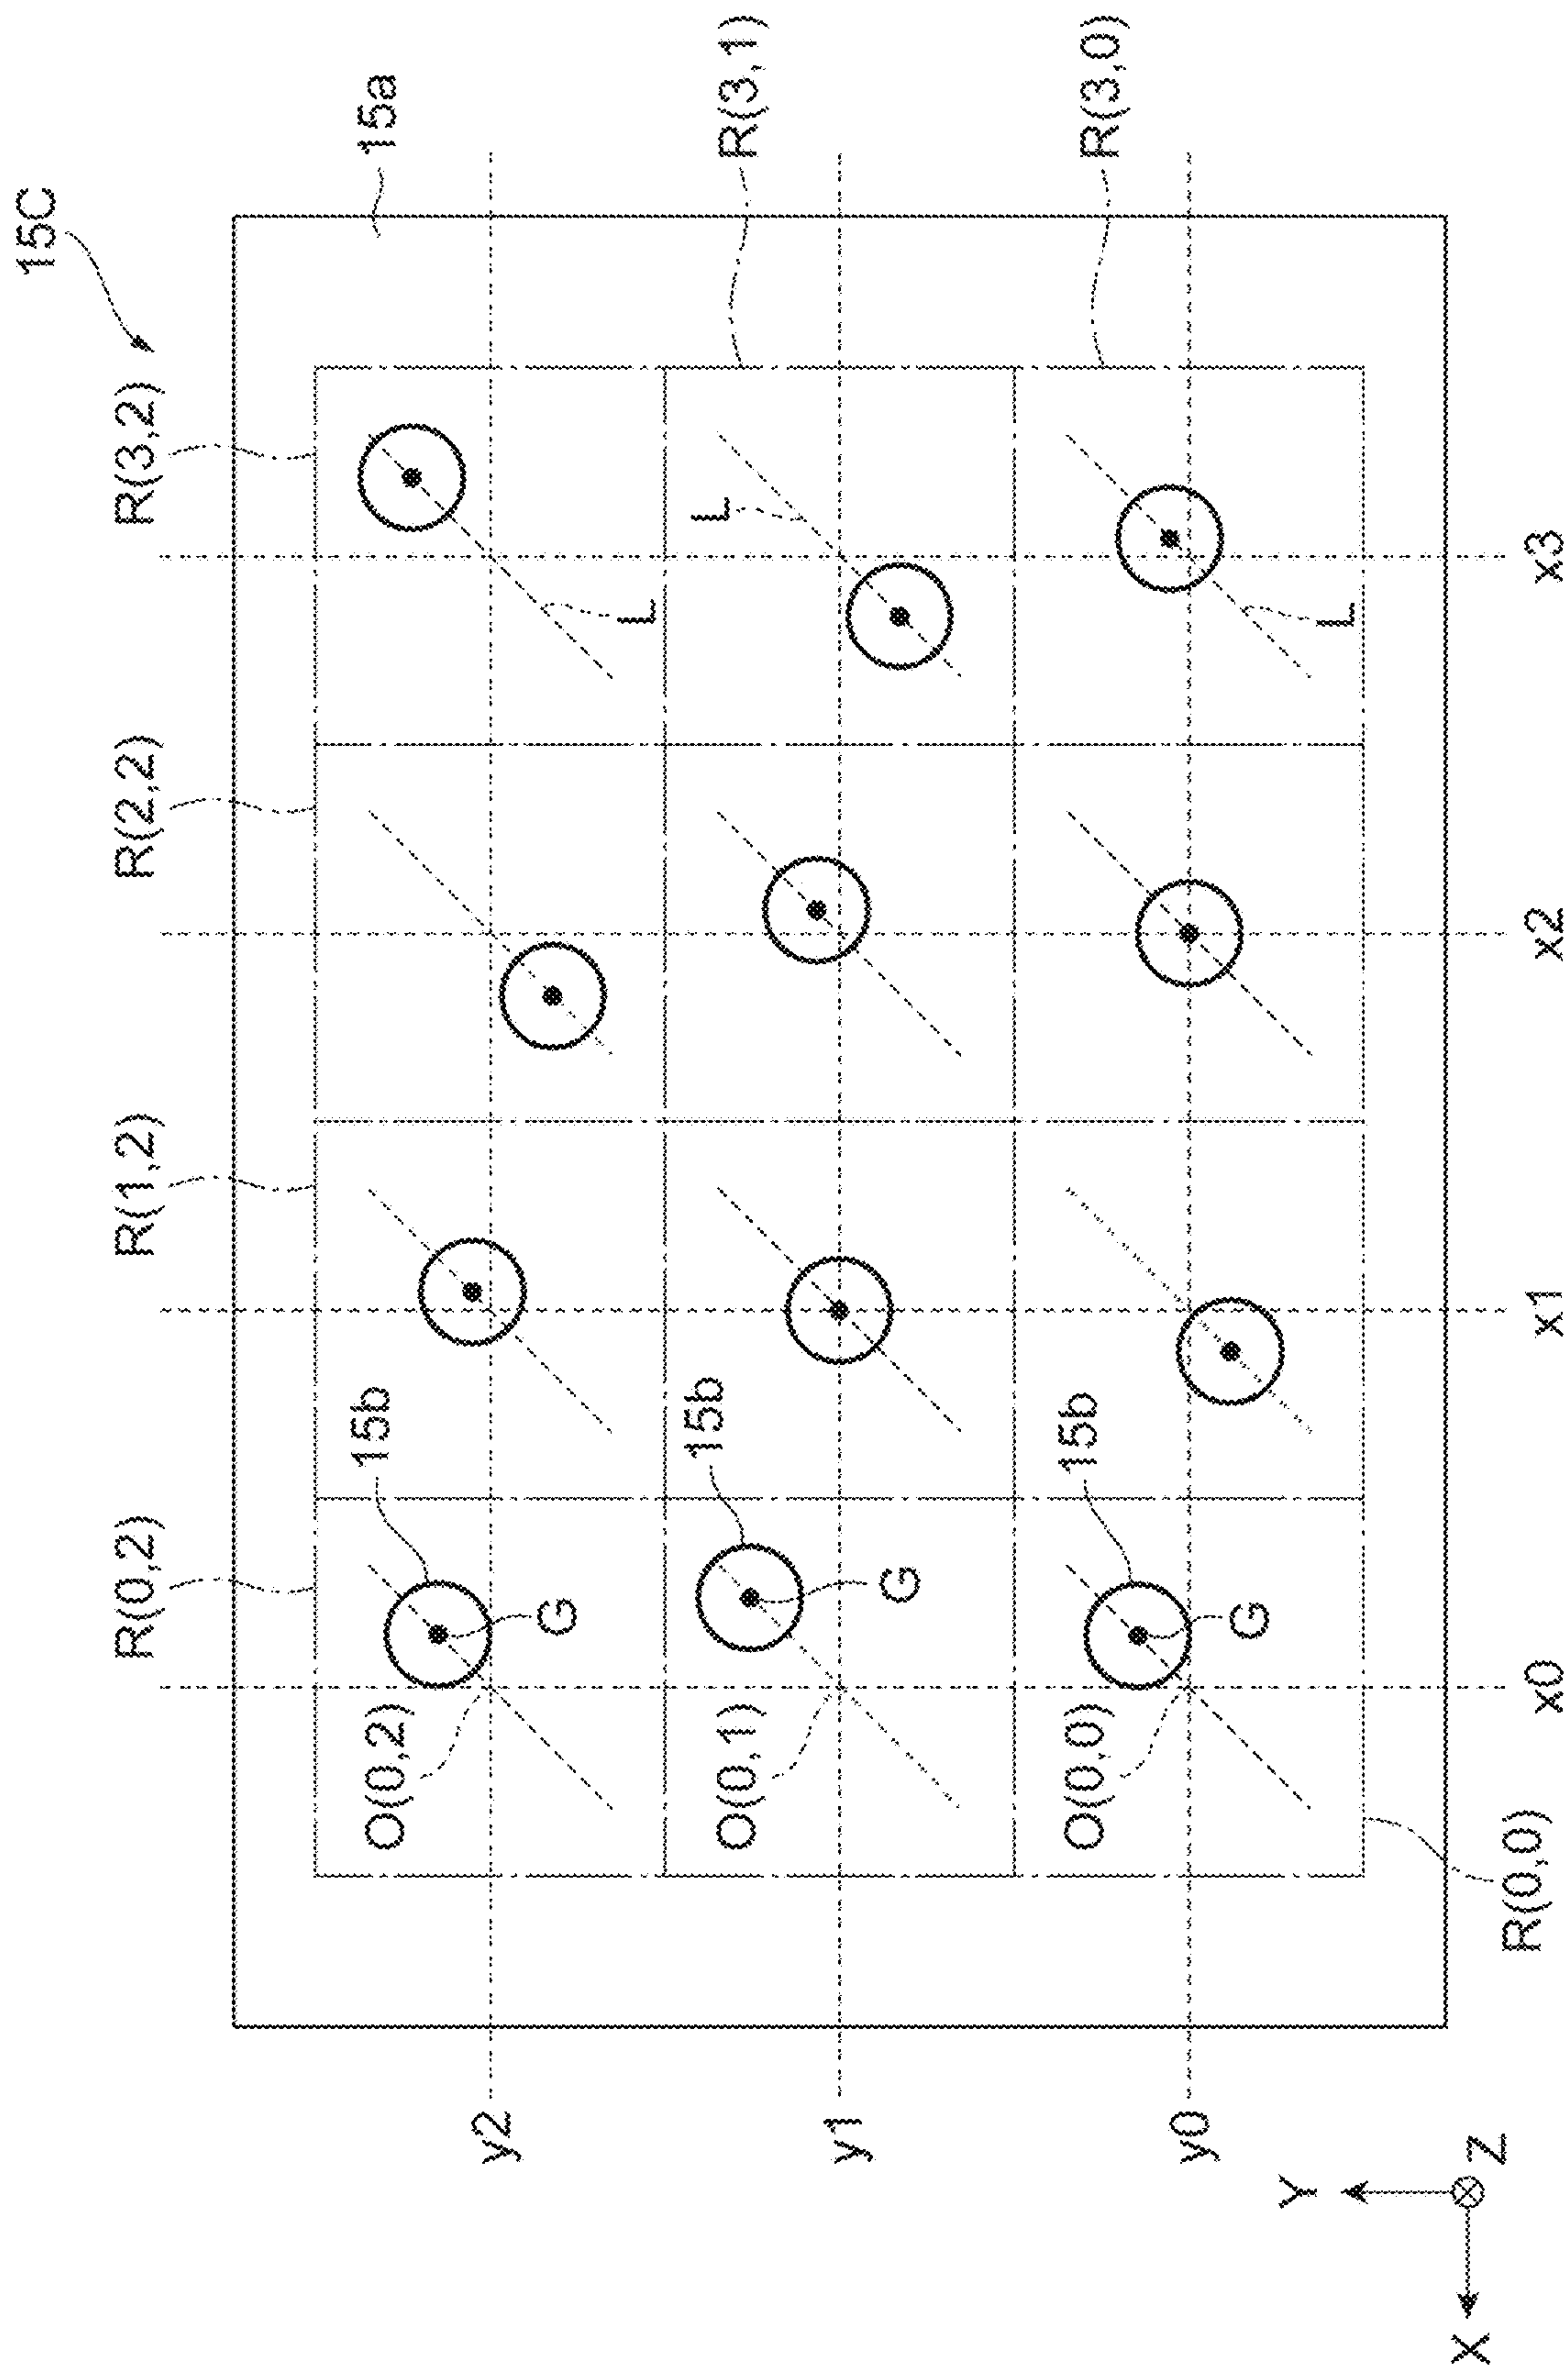 15C
15a
R(0,2)
R(1,2)
R(2,2)
R(3,2)
R(3,1)
R(3,0)
15b
O(0,2)
G
L
y2
15b
O(0,1)
G
L
y1
15b
O(0,0)
G
L
y0
R(0,0)
x0
x1
x2
x3
Y
X
Z